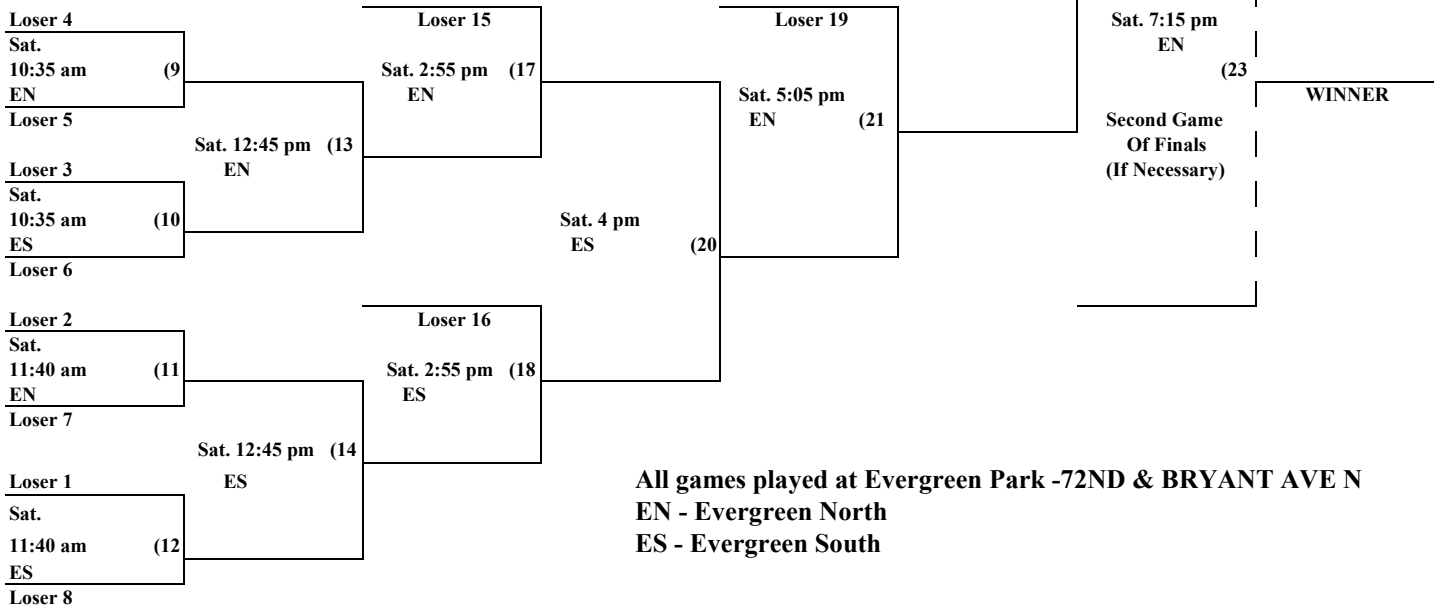 Loser 4
Sat.
10:35 am (9
EN
Loser 5
Loser 3
Sat.
10:35 am (10
ES
Loser 6
Loser 2
Sat.
11:40 am (11
EN
Loser 7
Loser 1
Sat.
11:40 am (12
ES
Loser 8
Sat. 12:45 pm (13
EN
Sat. 12:45 pm (14
ES
Loser 15
Sat. 2:55 pm (17
EN
Loser 16
Sat. 2:55 pm (18
ES
Sat. 4 pm
ES (20
Loser 19
Sat. 5:05 pm
EN (21
Sat. 7:15 pm
EN
(23
Second Game
Of Finals
(If Necessary)
WINNER
All games played at Evergreen Park -72ND & BRYANT AVE N
EN - Evergreen North
ES - Evergreen South